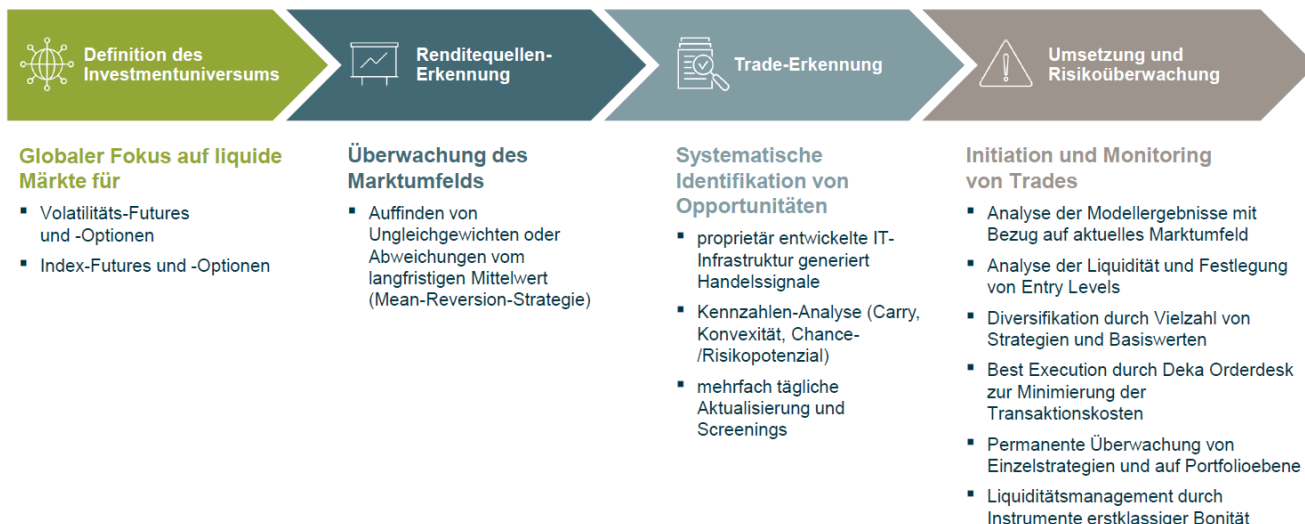 Definition des
Investmentuniversums
Renditequellen-
Erkennung
Trade-Erkennung
Umsetzung und
Risikoüberwachung
Globaler Fokus auf liquide
Märkte für
▪ Volatilitäts-Futures
und -Optionen
▪ Index-Futures und -Optionen
Überwachung des
Marktumfelds
▪ Auffinden von
Ungleichgewichten oder
Abweichungen vom
langfristigen Mittelwert
(Mean-Reversion-Strategie)
Systematische
Identifikation von
Opportunitäten
▪ proprietär entwickelte IT-
Infrastruktur generiert
Handelssignale
▪ Kennzahlen-Analyse (Carry,
Konvexität, Chance-
/Risikopotenzial)
▪ mehrfach tägliche
Aktualisierung und
Screenings
Initiation und Monitoring
von Trades
▪ Analyse der Modellergebnisse mit
Bezug auf aktuelles Marktumfeld
▪ Analyse der Liquidität und Festlegung
von Entry Levels
▪ Diversifikation durch Vielzahl von
Strategien und Basiswerten
▪ Best Execution durch Deka Orderdesk
zur Minimierung der
Transaktionskosten
▪ Permanente Überwachung von
Einzelstrategien und auf Portfolioebene
▪ Liquiditätsmanagement durch
Instrumente erstklassiger Bonität